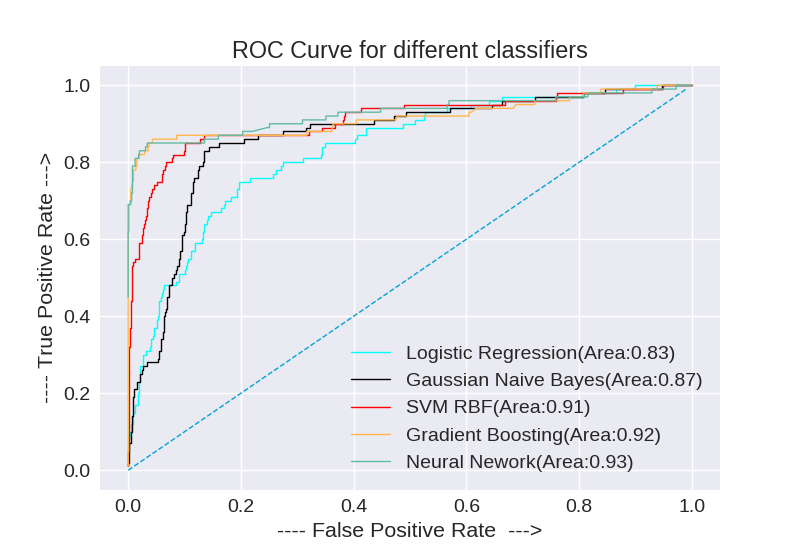 ROC Curve for different classifiers
---- True Positive Rate --->
1.0
0.8
0.6
0.4
0.2
0.0
Logistic Regression(Area:0.83)
Gaussian Naive Bayes(Area:0.87)
SVM RBF(Area:0.91)
Gradient Boosting(Area:0.92)
Neural Nework(Area:0.93)
0.0 0.2 0.4 0.6 0.8 1.0
---- False Positive Rate  --->